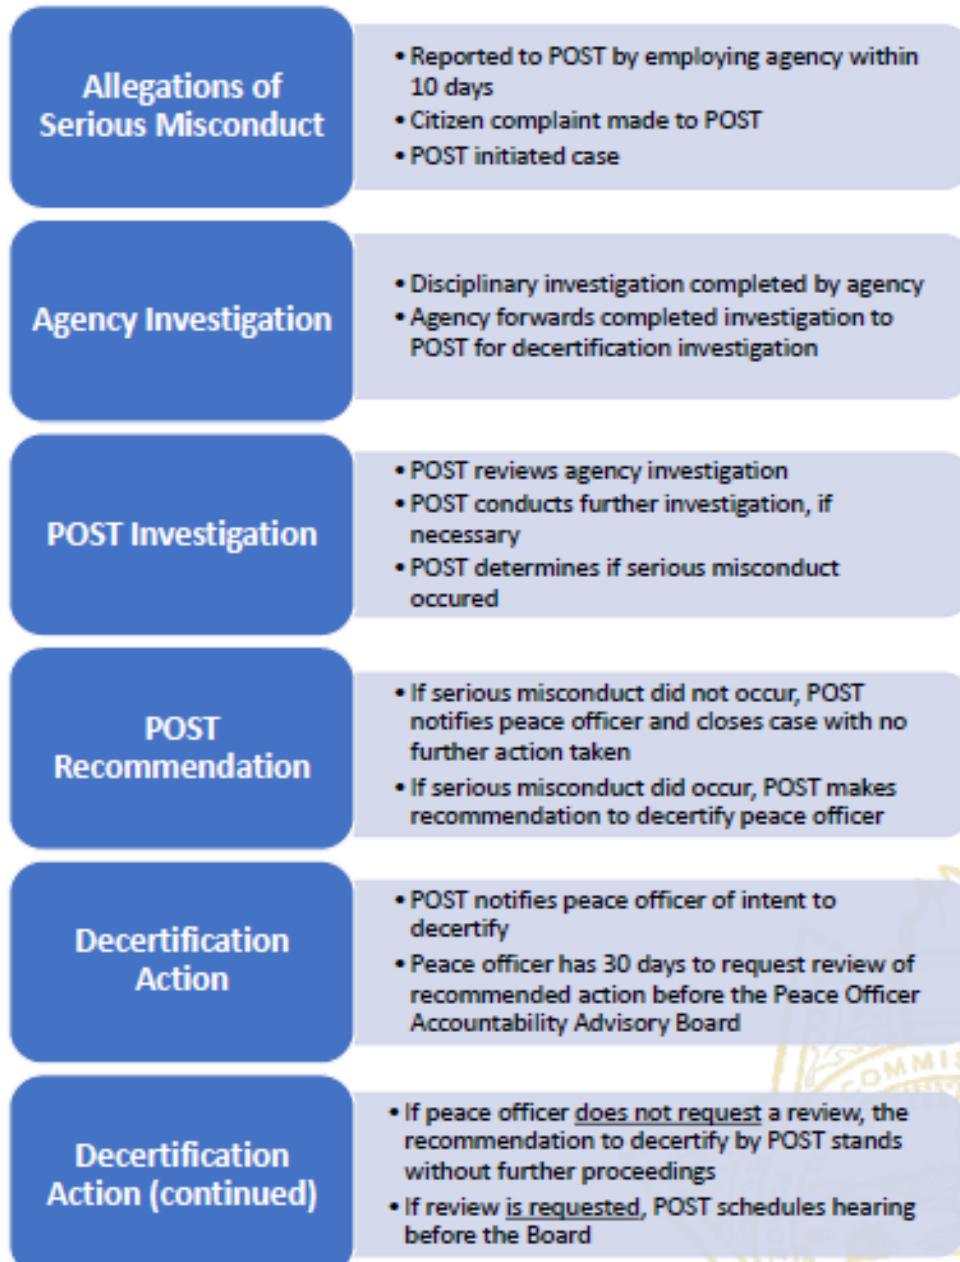 Allegations of
Serious Misconduct
• Reported to POST by employing agency within
10 days
• Citizen complaint made to POST
• POST initiated case
Agency Investigation
• Disciplinary investigation completed by agency
• Agency forwards completed investigation to
POST for decertification investigation
POST Investigation
• POST reviews agency investigation
• POST conducts further investigation, if
necessary
• POST determines if serious misconduct
occured
POST
Recommendation
• If serious misconduct did not occur, POST
notifies peace officer and closes case with no
further action taken
• If serious misconduct did occur, POST makes
recommendation to decertify peace officer
Decertification
Action
• POST notifies peace officer of intent to
decertify
• Peace officer has 30 days to request review of
recommended action before the Peace Officer
Accountability Advisory Board
Decertification
Action (continued)
• If peace officer does not request a review, the
recommendation to decertify by POST stands
without further proceedings
• If review is requested, POST schedules hearing
before the Board